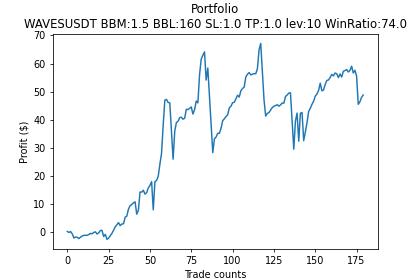 Portfolio
WAVESUSDT BBM:1.5 BBL:160 SL:1.0 TP:1.0 lev:10 WinRatio:74.0
70
60
50
40
30
20
10
0
Profit ($)
0 25 50 75 100 125 150 175
Trade counts